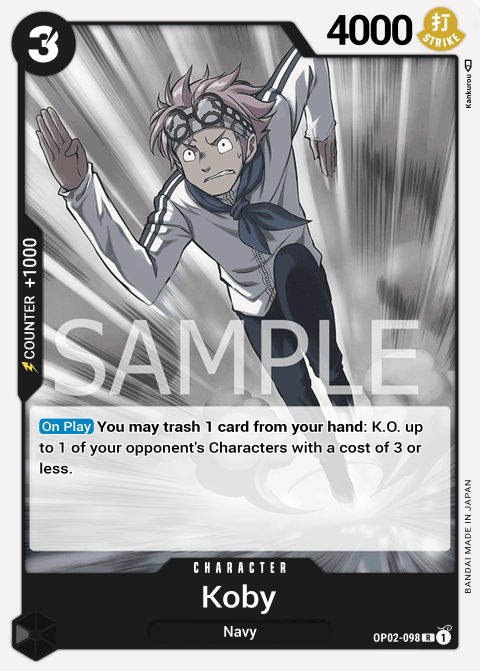 3
4000
打
STRIKE
Kankurou
COUNTER +1000
SAMPLE
On Play You may trash 1 card from your hand: K.O. up
to 1 of your opponent's Characters with a cost of 3 or
less.
BANDAI MADE IN JAPAN
CHARACTER
Koby
Navy
OP02-098 R 1